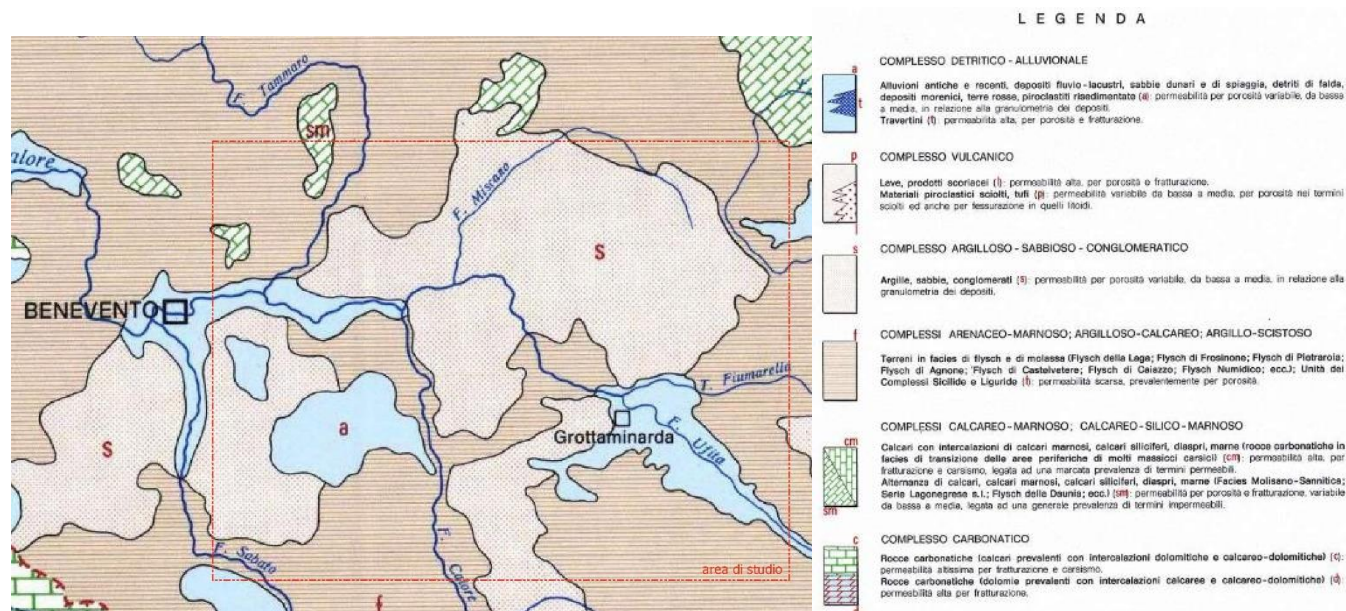 F. Tammaro
sm
alore
F. Miscano
S
BENEVENTO
T. Fiumarella
a
S
Grottaminarda
F. Ufita
F. Sabato
F. Calore
area di studio
f
LEGENDA
a
COMPLESSO DETRITICO - ALLUVIONALE
Alluvioni antiche e recenti, depositi fluvio-lacustri, sabbie dunari e di spiaggia, detriti di falda,
depositi morenici, terre rosse, piroclastiti risedimentate (a): permeabilità per porosità variabile, da bassa
t
a media, in relazione alla granulometria dei depositi.
Travertini (t): permeabilità alta, per porosità e fratturazione.
p
COMPLESSO VULCANICO
Lave, prodotti scoriacei (l): permeabilità alta, per porosità e fratturazione.
Materiali piroclastici sciolti, tufi (p): permeabilità variabile da bassa a media, per porosità nei termini
sciolti ed anche per fessurazione in quelli litoidi.
l
s
COMPLESSO ARGILLOSO - SABBIOSO - CONGLOMERATICO
Argille, sabbie, conglomerati (s): permeabilità per porosità variabile, da bassa a media, in relazione alla
granulometria dei depositi.
f
COMPLESSI ARENACEO-MARNOSO; ARGILLOSO-CALCAREO; ARGILLO-SCISTOSO
Terreni in facies di flysch e di molassa (Flysch della Laga; Flysch di Frosinone; Flysch di Pietraroia;
Flysch di Agnone; Flysch di Castelvetere; Flysch di Caiazzo; Flysch Numidico; ecc.); Unità dei
Complessi Sicilide e Liguride (f): permeabilità scarsa, prevalentemente per porosità.
COMPLESSI CALCAREO-MARNOSO; CALCAREO-SILICO-MARNOSO
cm
Calcari con intercalazioni di calcari marnosi, calcari siliciferi, diaspri, marne (rocce carbonatiche in
facies di transizione delle aree periferiche di molti massicci carsici) (cm): permeabilità alta, per
fratturazione e carsismo, legata ad una marcata prevalenza di termini permeabili.
Alternanza di calcari, calcari marnosi, calcari siliciferi, diaspri, marne (Facies Molisano-Sannitica;
Serie Lagonegrese s.l.; Flysch della Daunia; ecc.) (sm): permeabilità per porosità e fratturazione, variabile
da bassa a media, legata ad una generale prevalenza di termini impermeabili.
sm
c
COMPLESSO CARBONATICO
Rocce carbonatiche (calcari prevalenti con intercalazioni dolomitiche e calcareo-dolomitiche) (c):
permeabilità altissima per fratturazione e carsismo.
Rocce carbonatiche (dolomie prevalenti con intercalazioni calcaree e calcareo-dolomitiche) (d):
permeabilità alta per fratturazione.